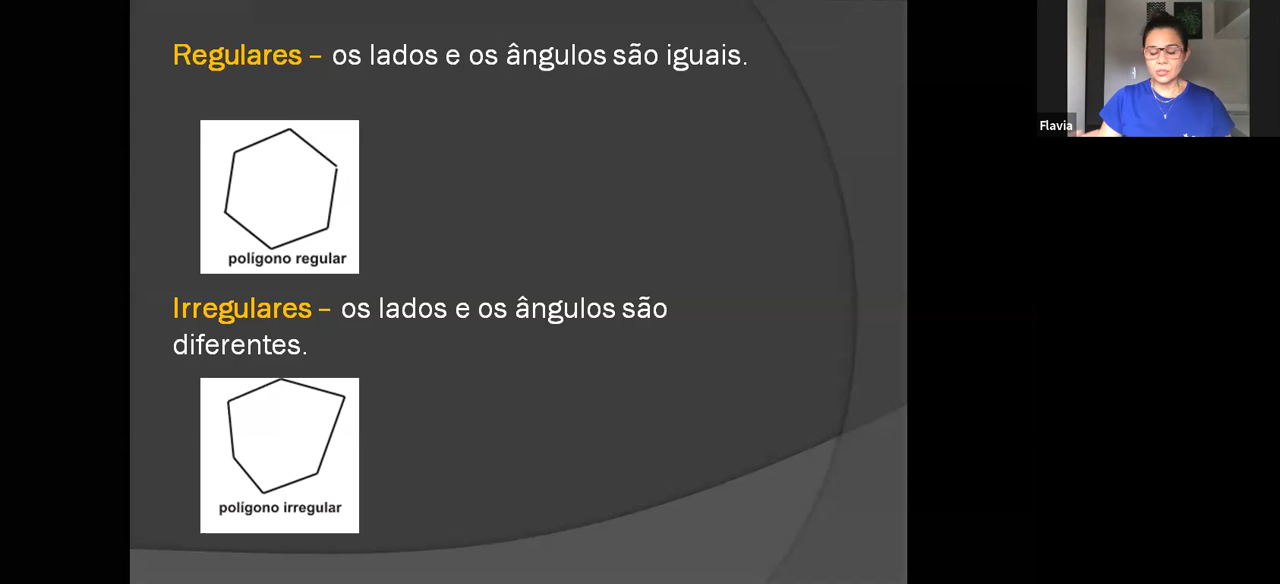 Regulares – os lados e os ângulos são iguais.
Flavia
polígono regular
Irregulares – os lados e os ângulos são
diferentes.
polígono irregular